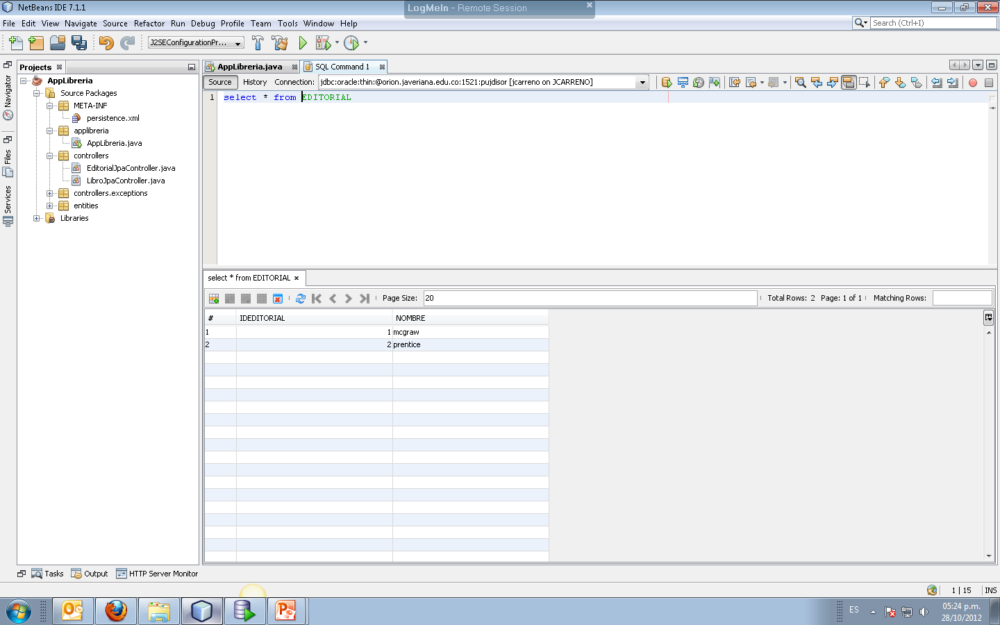 NetBeans IDE 7.1.1
LogMeIn - Remote Session
File Edit View Navigate Source Refactor Run Debug Profile Team Tools Window Help
Search (Ctrl+I)
J2SEConfigurationPr...
Projects
AppLibreria.java
SQL Command 1
Navigator
Files
Services
AppLibreria
Source Packages
META-INF
persistence.xml
applibreria
AppLibreria.java
controllers
EditorialJpaController.java
LibroJpaController.java
controllers.exceptions
entities
Libraries
Source History Connection: jdbc:oracle:thin:@orion.javeriana.edu.co:1521:pujdisor [jcarreno on JCARRENO]
1 select * from EDITORIAL
select * from EDITORIAL
Page Size: 20 Total Rows: 2 Page: 1 of 1 Matching Rows:
# IDEDITORIAL NOMBRE
1 1 mcgraw
2 2 prentice
Tasks Output HTTP Server Monitor
1 | 15 INS
ES
05:24 p.m.
28/10/2012